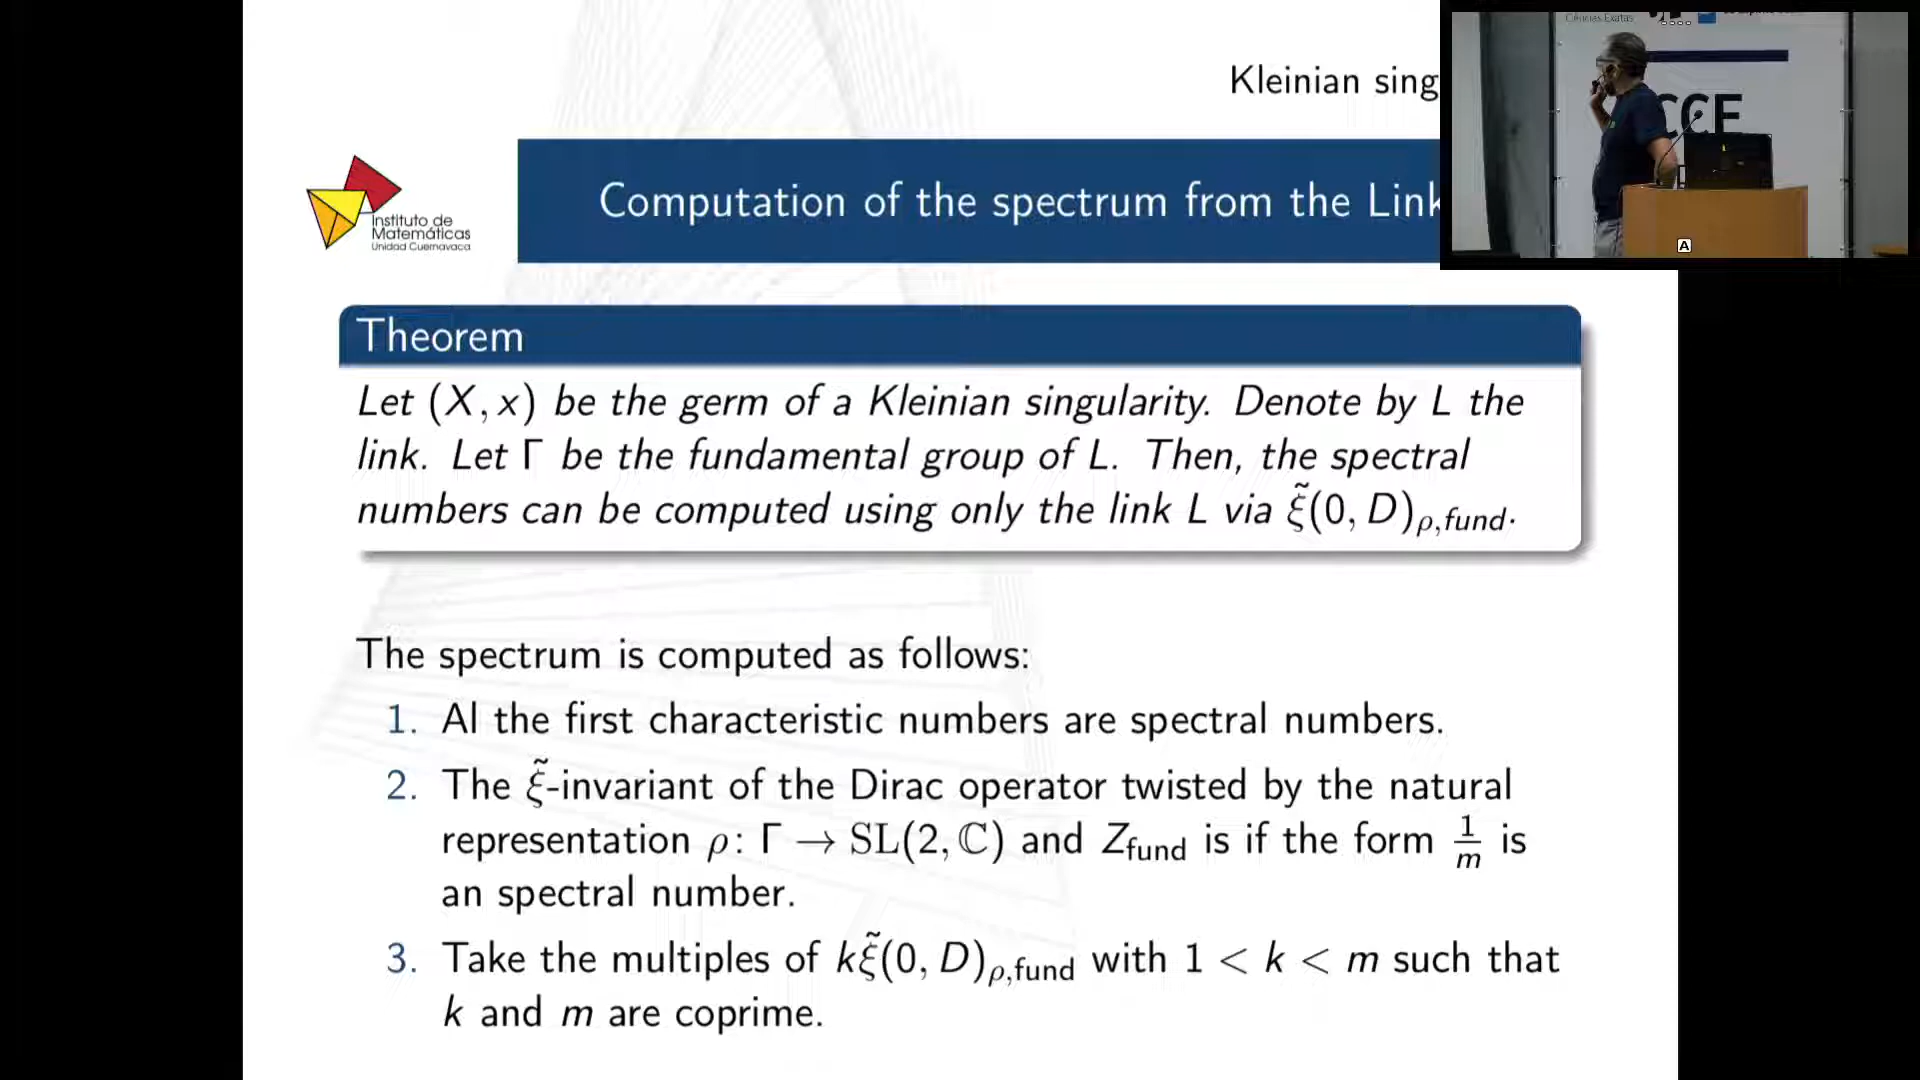 Kleinian sing
Instituto de
Matemáticas
Unidad Cuernavaca
Computation of the spectrum from the Link
Ciências Exatas
CCE
A
Theorem
Let (X, x) be the germ of a Kleinian singularity. Denote by L the
link. Let Γ be the fundamental group of L. Then, the spectral
numbers can be computed using only the link L via ξ̃(0, D)ρ,fund.
The spectrum is computed as follows:
1. Al the first characteristic numbers are spectral numbers.
2. The ξ̃-invariant of the Dirac operator twisted by the natural
representation ρ: Γ → SL(2, ℂ) and Zfund is if the form 1/m is
an spectral number.
3. Take the multiples of kξ̃(0, D)ρ,fund with 1 < k < m such that
k and m are coprime.